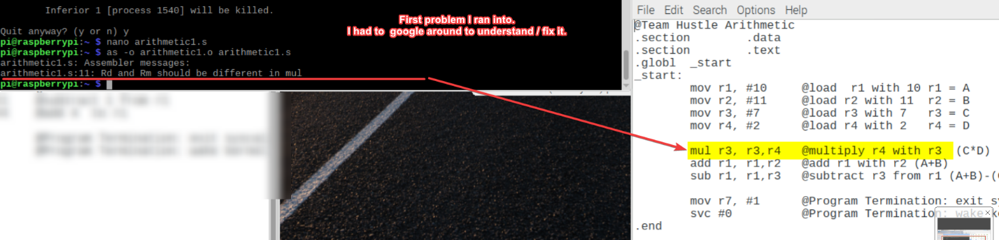 Inferior 1 [process 1540] will be killed.
Quit anyway? (y or n) y
pi@raspberrypi:~ $ nano arithmetic1.s
pi@raspberrypi:~ $ as -o arithmetic1.o arithmetic1.s
arithmetic1.s: Assembler messages:
arithmetic1.s:11: Rd and Rm should be different in mul
pi@raspberrypi:~ $
First problem I ran into.
I had to google around to understand / fix it.
File Edit Search Options Help
@Team Hustle Arithmetic
.section .data
.section .text
.globl _start
_start:
mov r1, #10 @load r1 with 10 r1 = A
mov r2, #11 @load r2 with 11 r2 = B
mov r3, #7 @load r3 with 7 r3 = C
mov r4, #2 @load r4 with 2 r4 = D
mul r3, r3,r4 @multiply r4 with r3 (C*D)
add r1, r1,r2 @add r1 with r2 (A+B)
sub r1, r1,r3 @subtract r3 from r1 (A+B)-(
mov r7, #1 @Program Termination: exit s
svc #0 @Program Termination: wake
.end